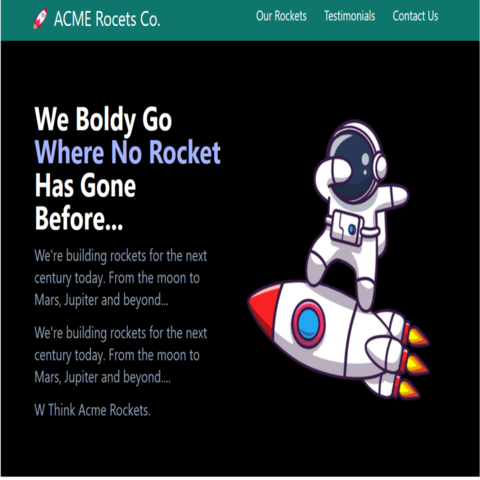 ACME Rocets Co.
Our Rockets Testimonials Contact Us
We Boldy Go
Where No Rocket
Has Gone
Before...
We're building rockets for the next
century today. From the moon to
Mars, Jupiter and beyond...
We're building rockets for the next
century today. From the moon to
Mars, Jupiter and beyond....
W Think Acme Rockets.